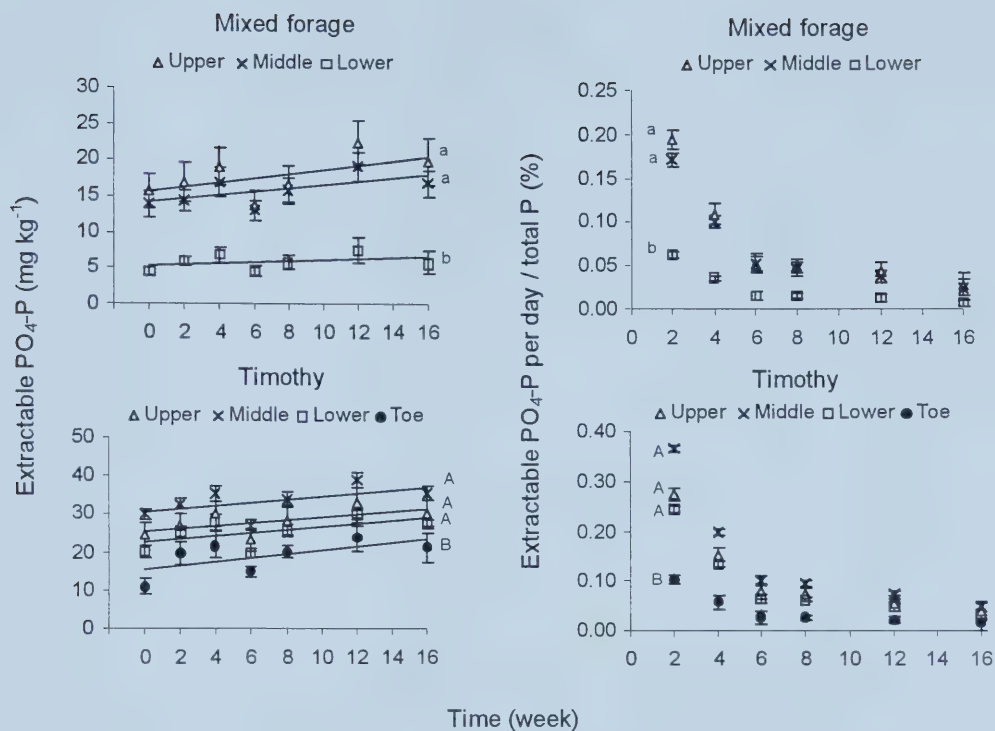 Mixed forage
△ Upper × Middle □ Lower
Extractable PO₄-P (mg kg⁻¹)
30
25
20
15
10
5
0
a
a
b
0 2 4 6 8 10 12 14 16
Timothy
△ Upper × Middle □ Lower ● Toe
50
40
30
20
10
0
A
A
A
B
0 2 4 6 8 10 12 14 16
Mixed forage
△ Upper × Middle □ Lower
Extractable PO₄-P per day / total P (%)
0.25
0.20
0.15
0.10
0.05
0.00
a
a
b
0 2 4 6 8 10 12 14 16
Timothy
△ Upper × Middle □ Lower ● Toe
0.40
0.30
0.20
0.10
0.00
A
A
A
B
0 2 4 6 8 10 12 14 16
Time (week)